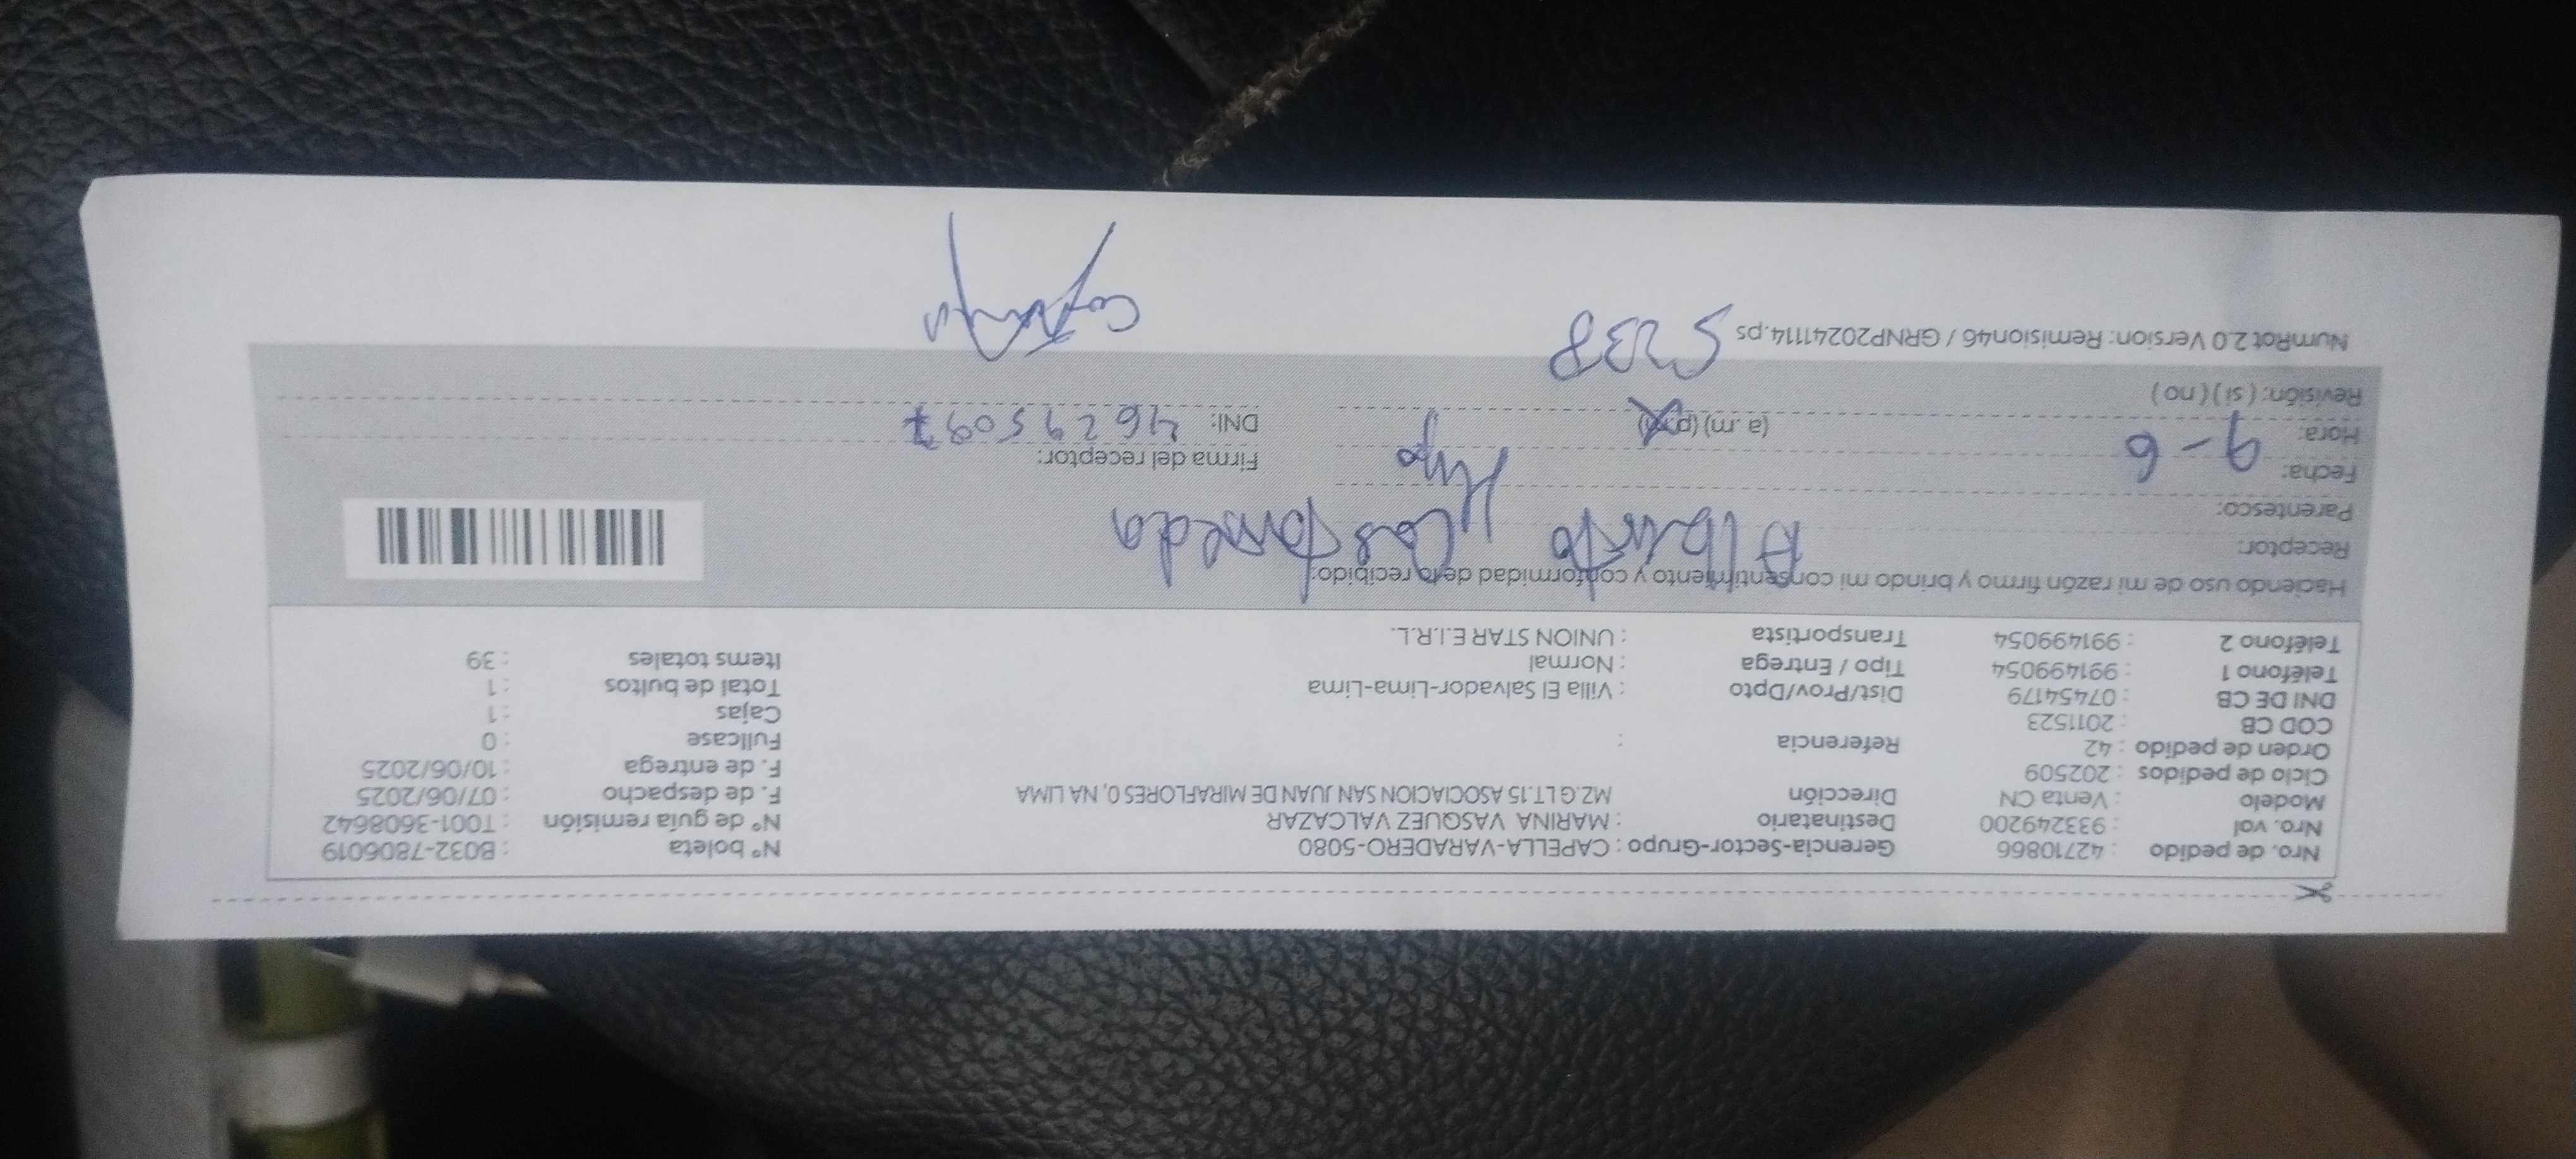 Nro. de pedido : 42710866 Gerencia-Sector-Grupo : CAPELLA-VARADERO-5080 N° boleta : B032-7806019
Nro. val : 933249200 Destinatario : MARINA VASQUEZ VALCAZAR N° de guía remisión : T001-3608642
Modelo : Venta CN Dirección MZ.G LT.15 ASOCIACION SAN JUAN DE MIRAFLORES 0, NA LIMA F. de despacho : 07/06/2025
Ciclo de pedidos : 202509 F. de entrega : 10/06/2025
Orden de pedido : 42 Referencia : Fullcase : 0
COD CB : 2011523 Cajas : 1
DNI DE CB : 07454179 Dist/Prov/Dpto : Villa El Salvador-Lima-Lima Total de bultos : 1
Teléfono 1 : 991499054 Tipo / Entrega : Normal Items totales : 39
Teléfono 2 : 991499054 Transportista : UNION STAR E.I.R.L.
Haciendo uso de mi razón firmo y brindo mi consentimiento y conformidad de lo recibido:
Receptor: Alberto Castañeda
Parentesco: Hijo
Fecha: 9-6 Firma del receptor:
Hora: (a.m) (p.m) DNI: 46295097
Revisión: ( si ) ( no )
NumRot 2.0 Version: Remision46 / GRNP20241114.ps